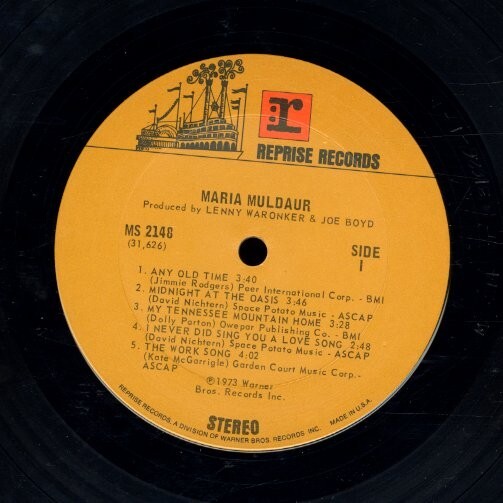 r
REPRISE RECORDS
MARIA MULDAUR
Produced by LENNY WARONKER & JOE BOYD
MS 2148
(31,626)
SIDE
1
1. ANY OLD TIME 3:40
(Jimmie Rodgers) Peer International Corp. - BMI
2. MIDNIGHT AT THE OASIS 3:46
(David Nichtern) Space Potato Music - ASCAP
3. MY TENNESSEE MOUNTAIN HOME 3:28
(Dolly Parton) Owepar Publishing Co. - BMI
4. I NEVER DID SING YOU A LOVE SONG 2:48
(David Nichtern) Space Potato Music - ASCAP
5. THE WORK SONG 4:02
(Kate McGarrigle) Garden Court Music Corp.-
ASCAP
℗1973 Warner
Bros. Records Inc.
STEREO
REPRISE RECORDS, A DIVISION OF WARNER BROS. RECORDS INC. MADE IN U.S.A.